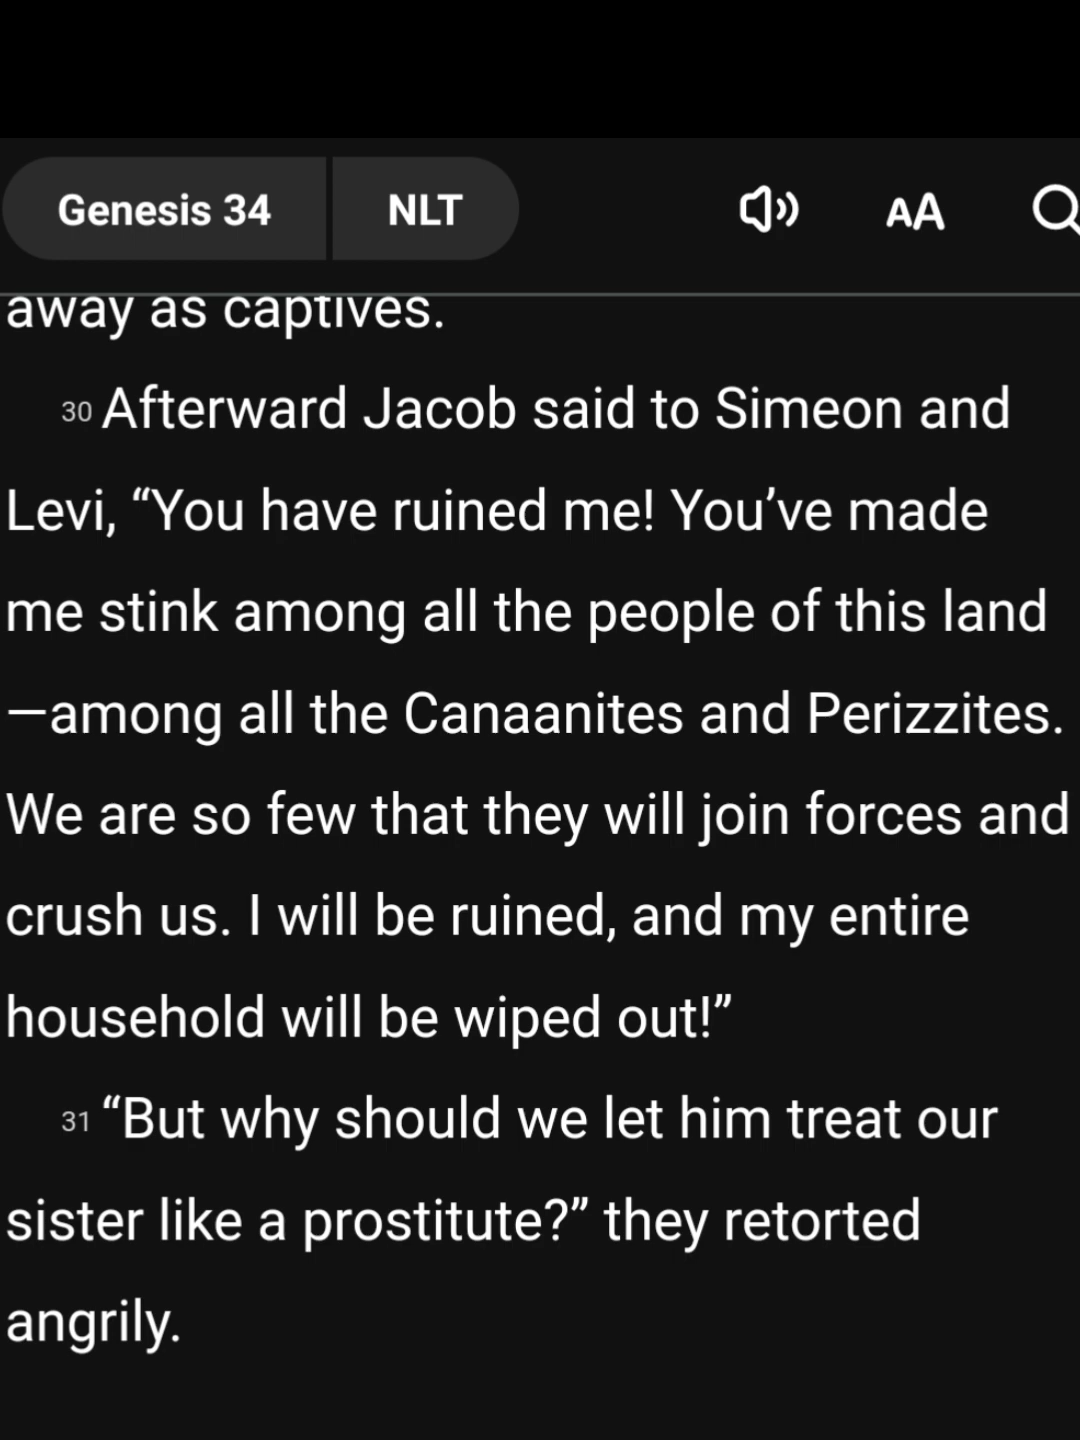 Genesis 34 NLT AA
away as captives.
30 Afterward Jacob said to Simeon and
Levi, “You have ruined me! You’ve made
me stink among all the people of this land
—among all the Canaanites and Perizzites.
We are so few that they will join forces and
crush us. I will be ruined, and my entire
household will be wiped out!”
31 “But why should we let him treat our
sister like a prostitute?” they retorted
angrily.